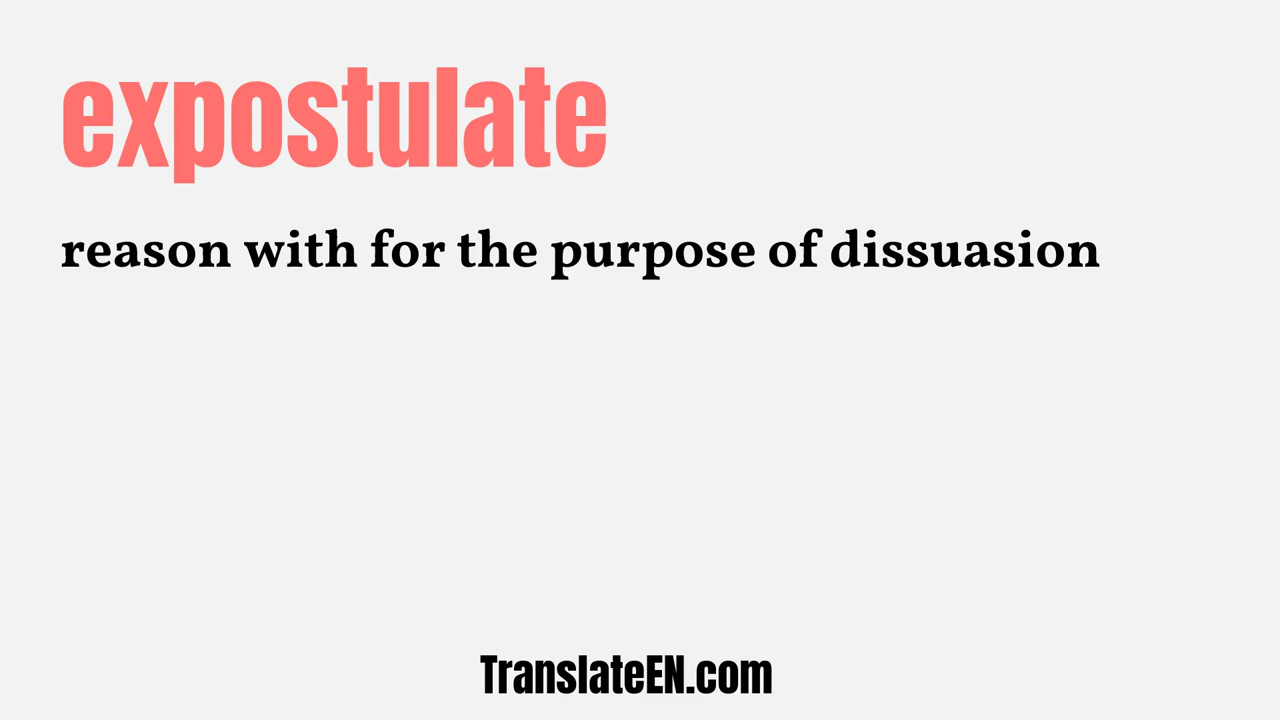 expostulate
reason with for the purpose of dissuasion
TranslateEN.com